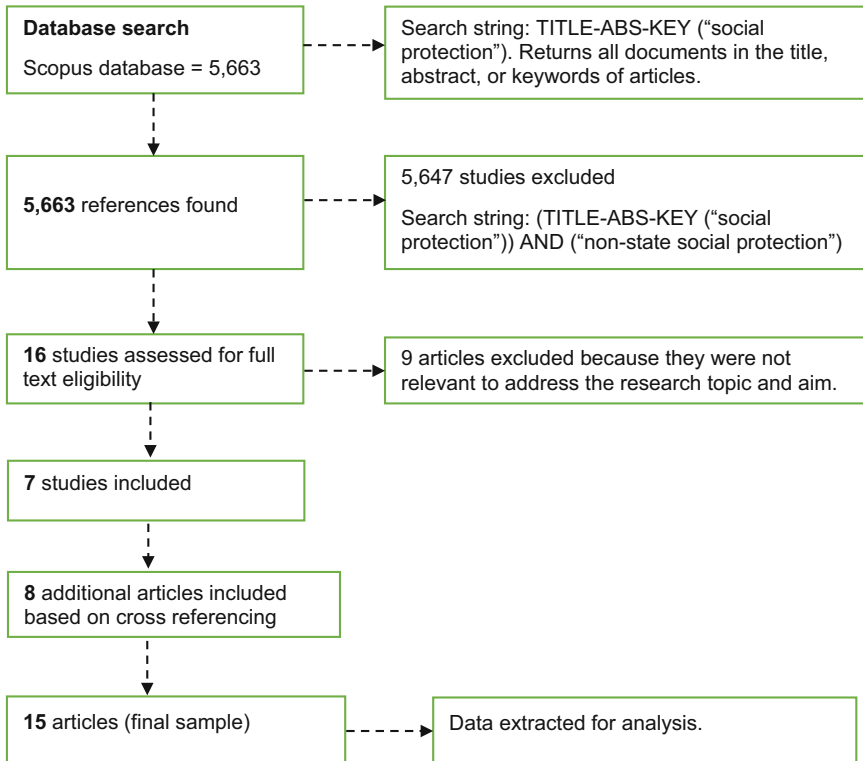 Database search
Scopus database = 5,663
Search string: TITLE-ABS-KEY (“social
protection”). Returns all documents in the title,
abstract, or keywords of articles.
5,663 references found
5,647 studies excluded
Search string: (TITLE-ABS-KEY (“social
protection”)) AND (“non-state social protection”)
16 studies assessed for full
text eligibility
9 articles excluded because they were not
relevant to address the research topic and aim.
7 studies included
8 additional articles included
based on cross referencing
15 articles (final sample)
Data extracted for analysis.